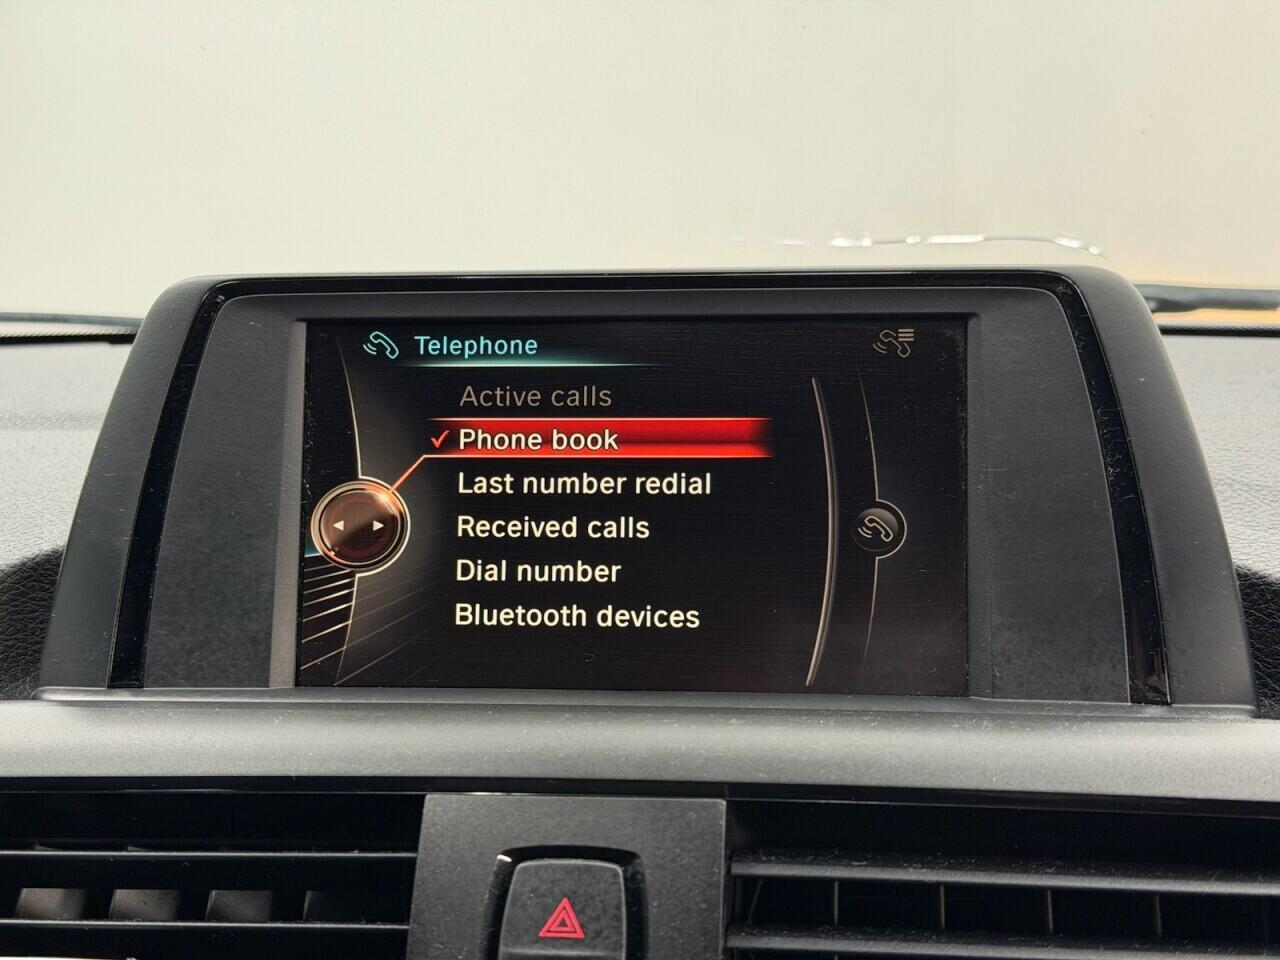 Telephone
Active calls
Phone book
Last number redial
Received calls
Dial number
Bluetooth devices